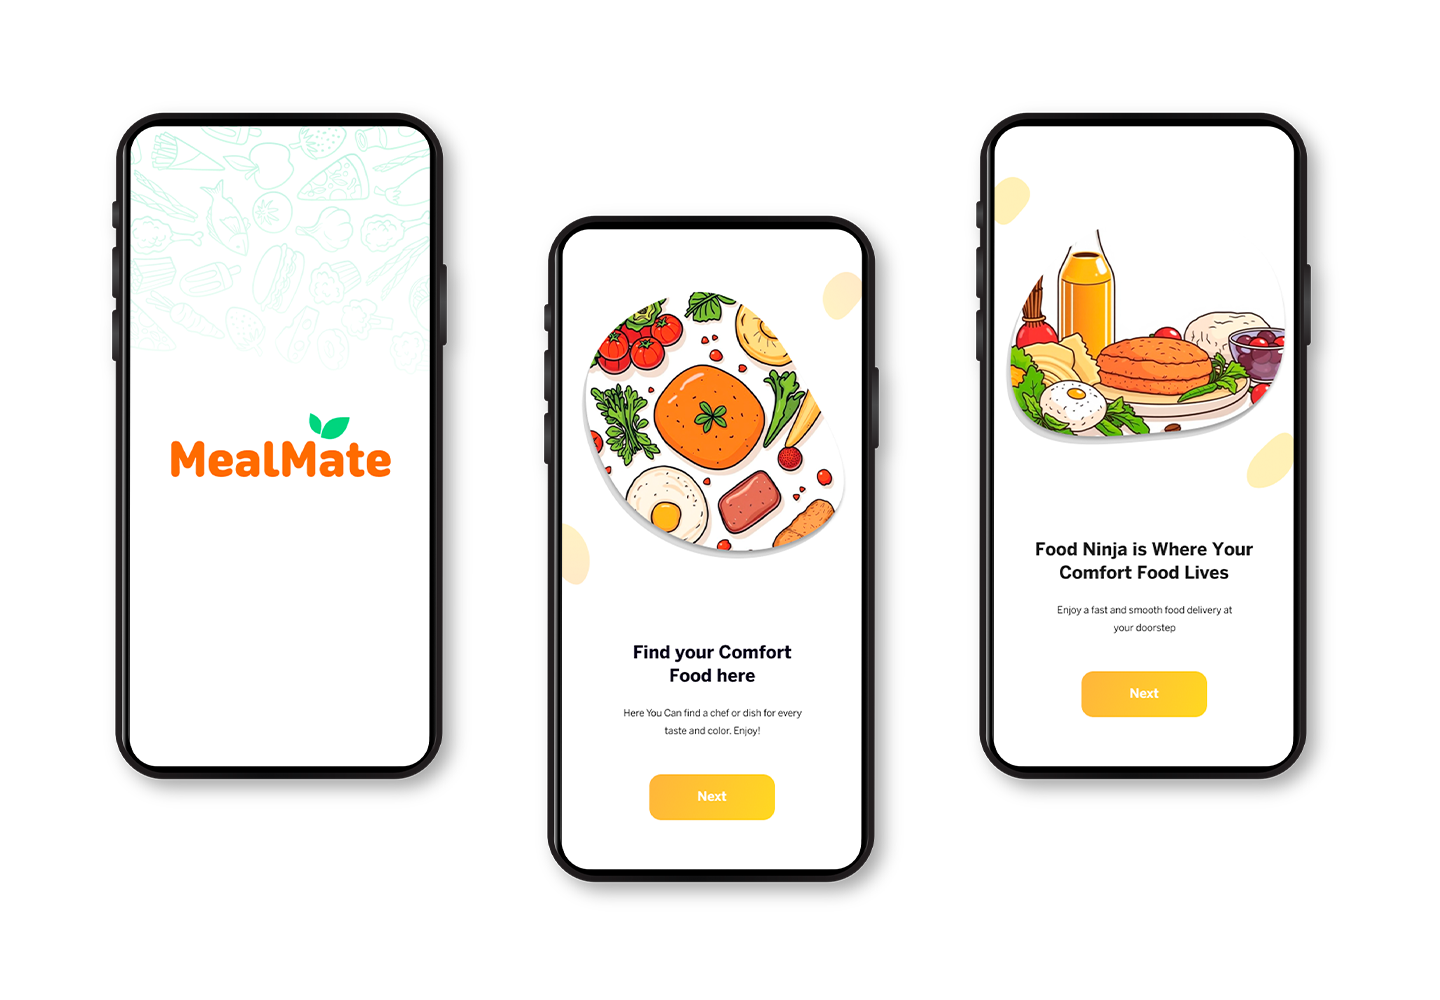 MealMate
Find your Comfort
Food here
Here You Can find a chef or dish for every
taste and color. Enjoy!
Next
Food Ninja is Where Your
Comfort Food Lives
Enjoy a fast and smooth food delivery at
your doorstep
Next